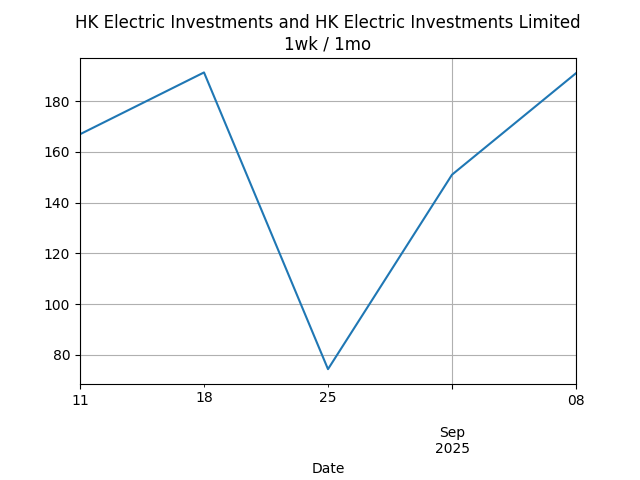 HK Electric Investments and HK Electric Investments Limited
1wk / 1mo
180
160
140
120
100
80
11
18
25
08
Sep
2025
Date